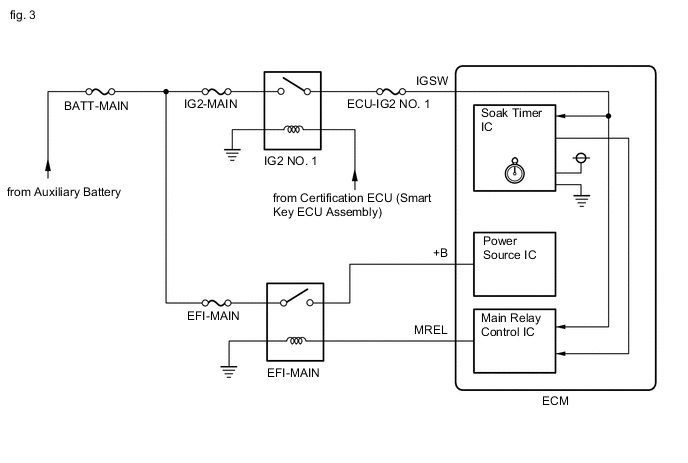 fig. 3
IGSW
BATT-MAIN
IG2-MAIN
ECU-IG2 NO. 1
Soak Timer
IC
IG2 NO. 1
from Auxiliary Battery
from Certification ECU (Smart
Key ECU Assembly)
+B
Power
Source IC
EFI-MAIN
MREL
Main Relay
Control IC
EFI-MAIN
ECM